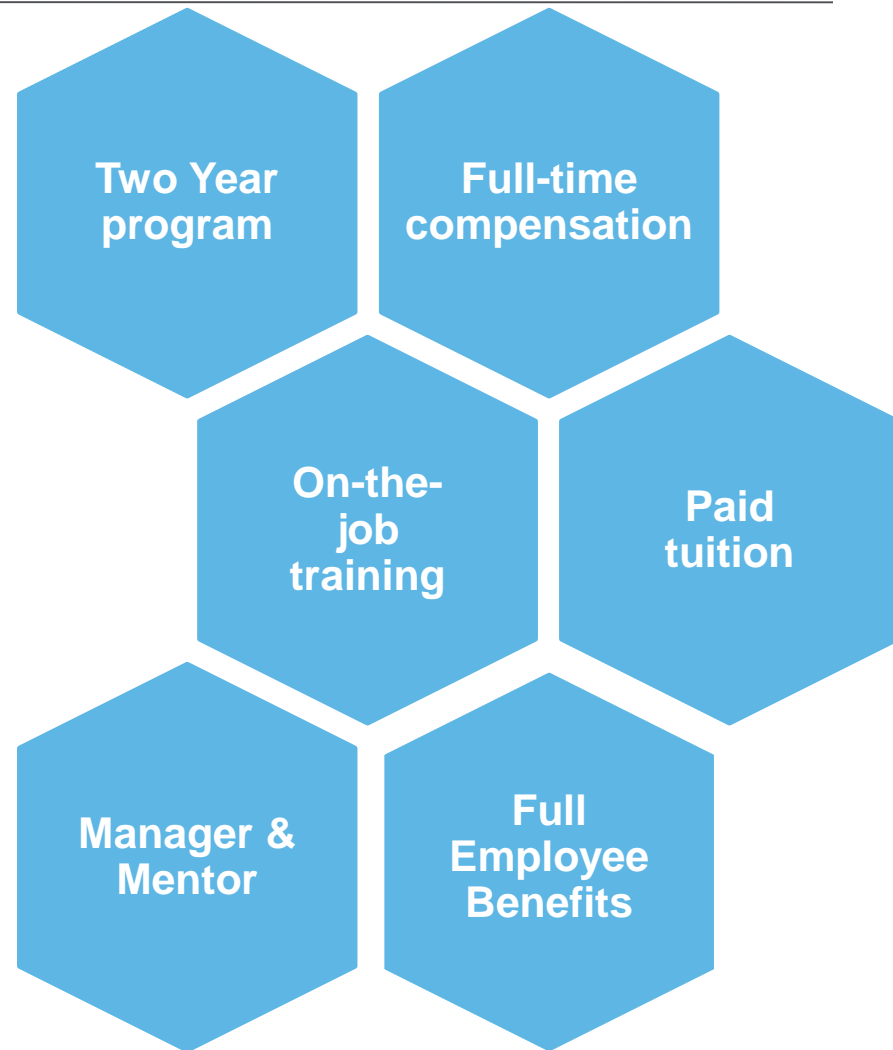 Two Year
program
Full-time
compensation
On-the-
job
training
Paid
tuition
Manager &
Mentor
Full
Employee
Benefits